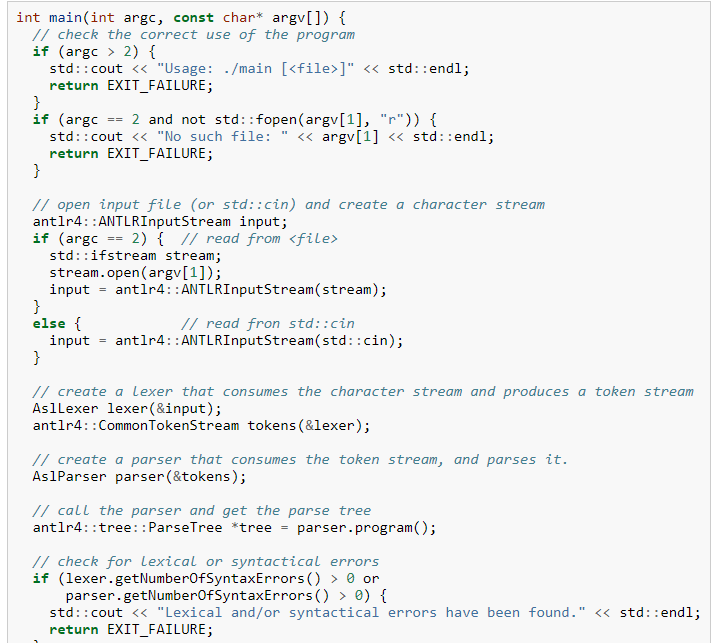 int main(int argc, const char* argv[]) {
  // check the correct use of the program
  if (argc > 2) {
    std::cout << "Usage: ./main [<file>]" << std::endl;
    return EXIT_FAILURE;
  }
  if (argc == 2 and not std::fopen(argv[1], "r")) {
    std::cout << "No such file: " << argv[1] << std::endl;
    return EXIT_FAILURE;
  }

  // open input file (or std::cin) and create a character stream
  antlr4::ANTLRInputStream input;
  if (argc == 2) {  // read from <file>
    std::ifstream stream;
    stream.open(argv[1]);
    input = antlr4::ANTLRInputStream(stream);
  }
  else {            // read fron std::cin
    input = antlr4::ANTLRInputStream(std::cin);
  }

  // create a lexer that consumes the character stream and produces a token stream
  AslLexer lexer(&input);
  antlr4::CommonTokenStream tokens(&lexer);

  // create a parser that consumes the token stream, and parses it.
  AslParser parser(&tokens);

  // call the parser and get the parse tree
  antlr4::tree::ParseTree *tree = parser.program();

  // check for lexical or syntactical errors
  if (lexer.getNumberOfSyntaxErrors() > 0 or
      parser.getNumberOfSyntaxErrors() > 0) {
    std::cout << "Lexical and/or syntactical errors have been found." << std::endl;
    return EXIT_FAILURE;